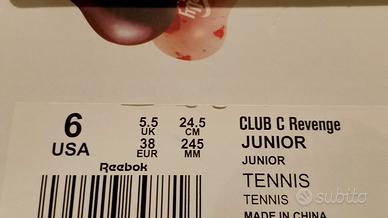 6
USA
5.5
UK
38
EUR
24.5
CM
245
MM
Reebok
CLUB C Revenge
JUNIOR
JUNIOR
TENNIS
TENNIS
MADE IN CHINA
subito